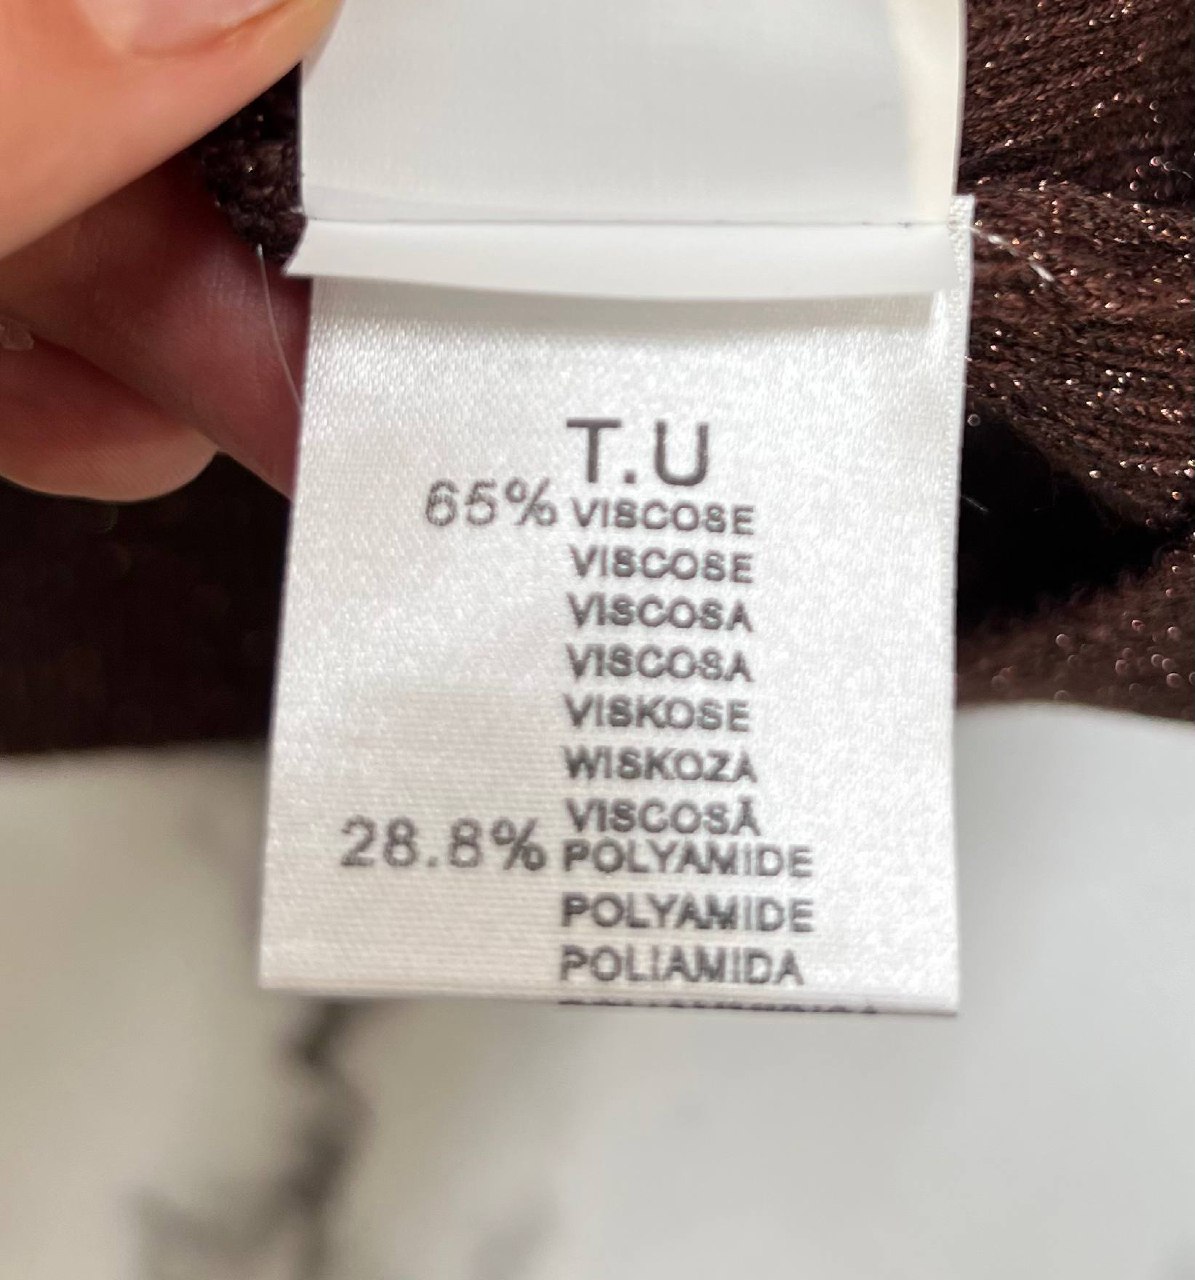 T.U
65% VISCOSE
VISCOSE
VISCOSA
VISCOSA
VISKOSE
WISKOZA
VISCOSĂ
28.8% POLYAMIDE
POLYAMIDE
POLIAMIDA